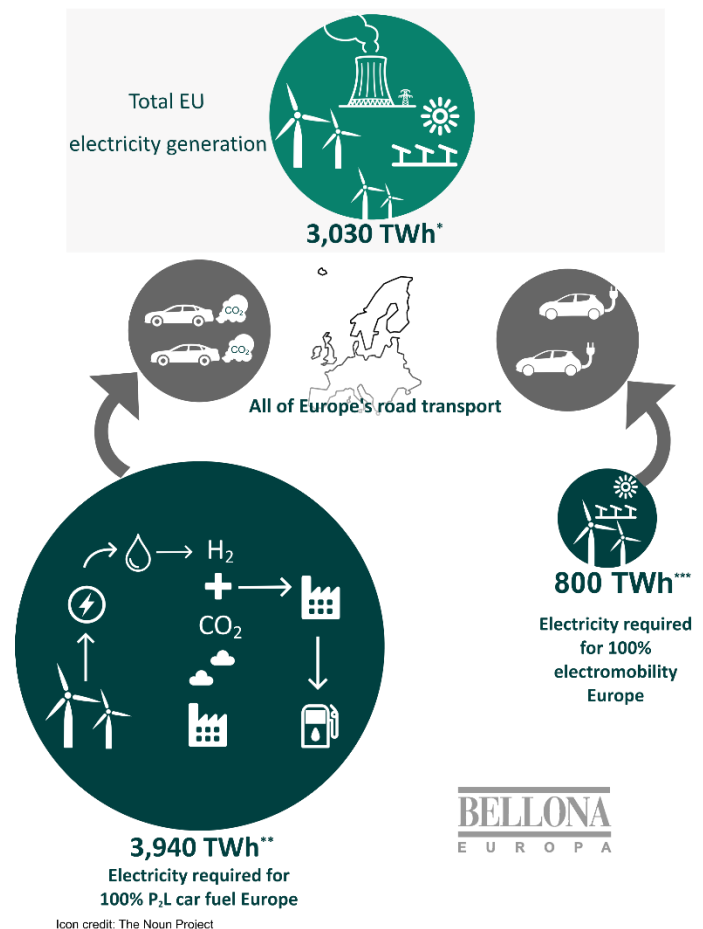 Total EU
electricity generation
3,030 TWh*
CO₂
CO₂
All of Europe's road transport
H₂
+
CO₂
800 TWh***
Electricity required
for 100%
electromobility
Europe
3,940 TWh**
Electricity required for
100% P₂L car fuel Europe
BELLONA
EUROPA
Icon credit: The Noun Project